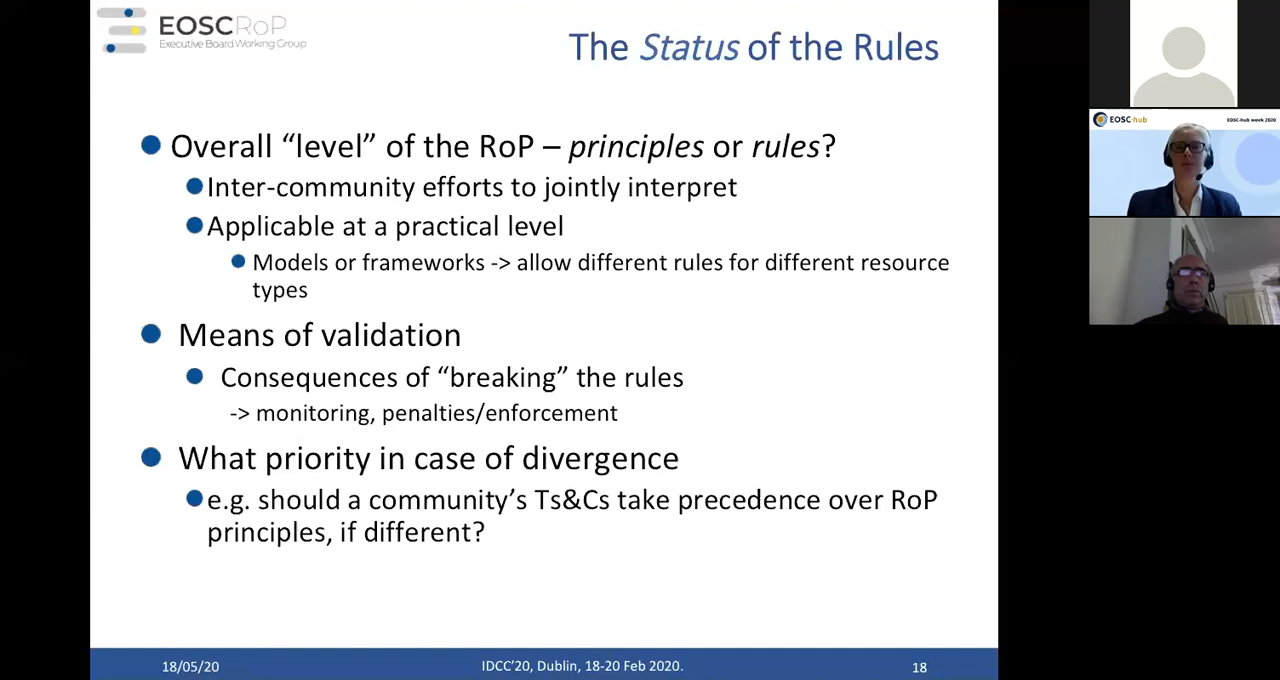 EOSCRoP
Executive Board Working Group
The Status of the Rules
Overall “level” of the RoP – principles or rules?
Inter-community efforts to jointly interpret
Applicable at a practical level
Models or frameworks -> allow different rules for different resource
types
Means of validation
Consequences of “breaking” the rules
-> monitoring, penalties/enforcement
What priority in case of divergence
e.g. should a community’s Ts&Cs take precedence over RoP
principles, if different?
18/05/20
IDCC’20, Dublin, 18-20 Feb 2020.
18
EOSC-hub
EOSC-hub week 2020